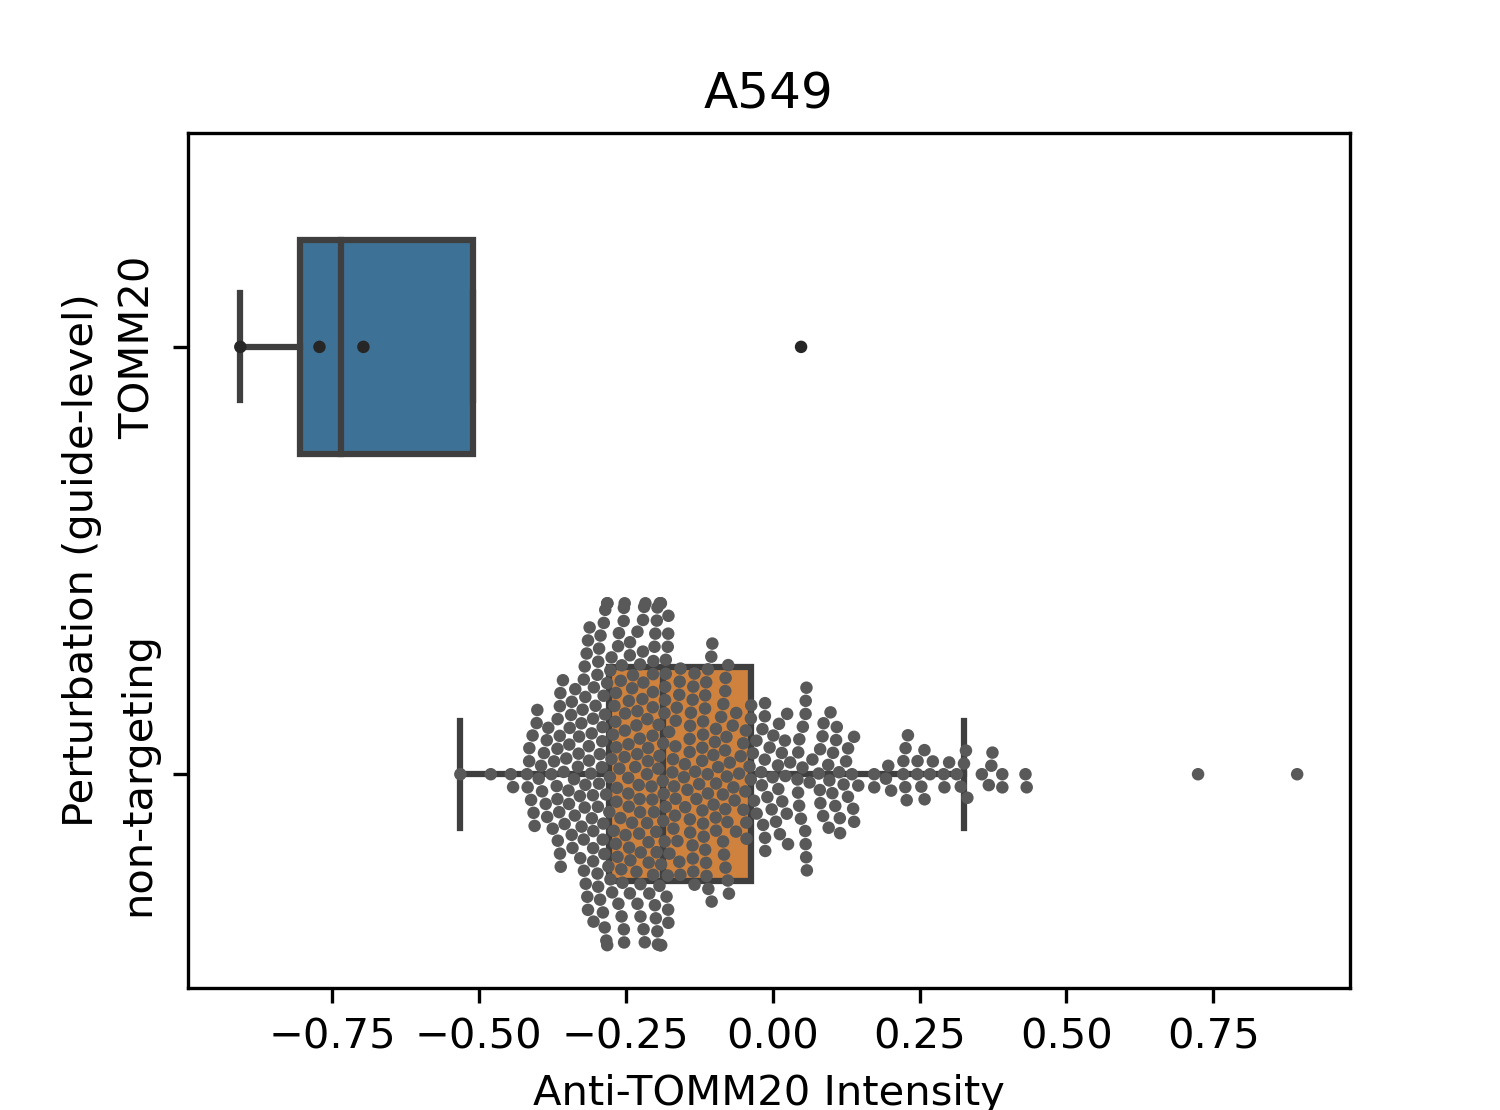 A549
Perturbation (guide-level)
TOMM20
non-targeting
−0.75 −0.50 −0.25 0.00 0.25 0.50 0.75
Anti-TOMM20 Intensity